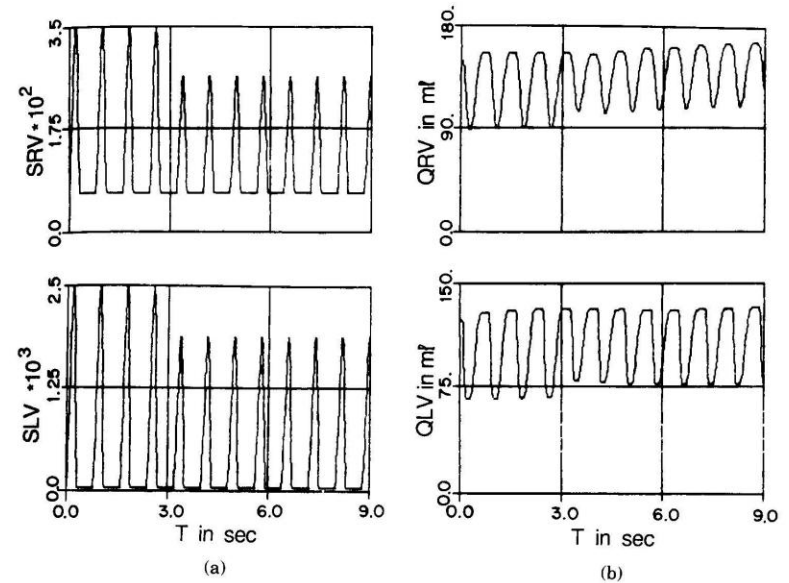 3.5
1.75
0.0
SRV * 10²
180.
90.
0.0
QRV in ml
2.5
1.25
0.0
SLV * 10³
0.0 3.0 6.0 9.0
T in sec
(a)
150.
75.
0.0
QLV in ml
0.0 3.0 6.0 9.0
T in sec
(b)